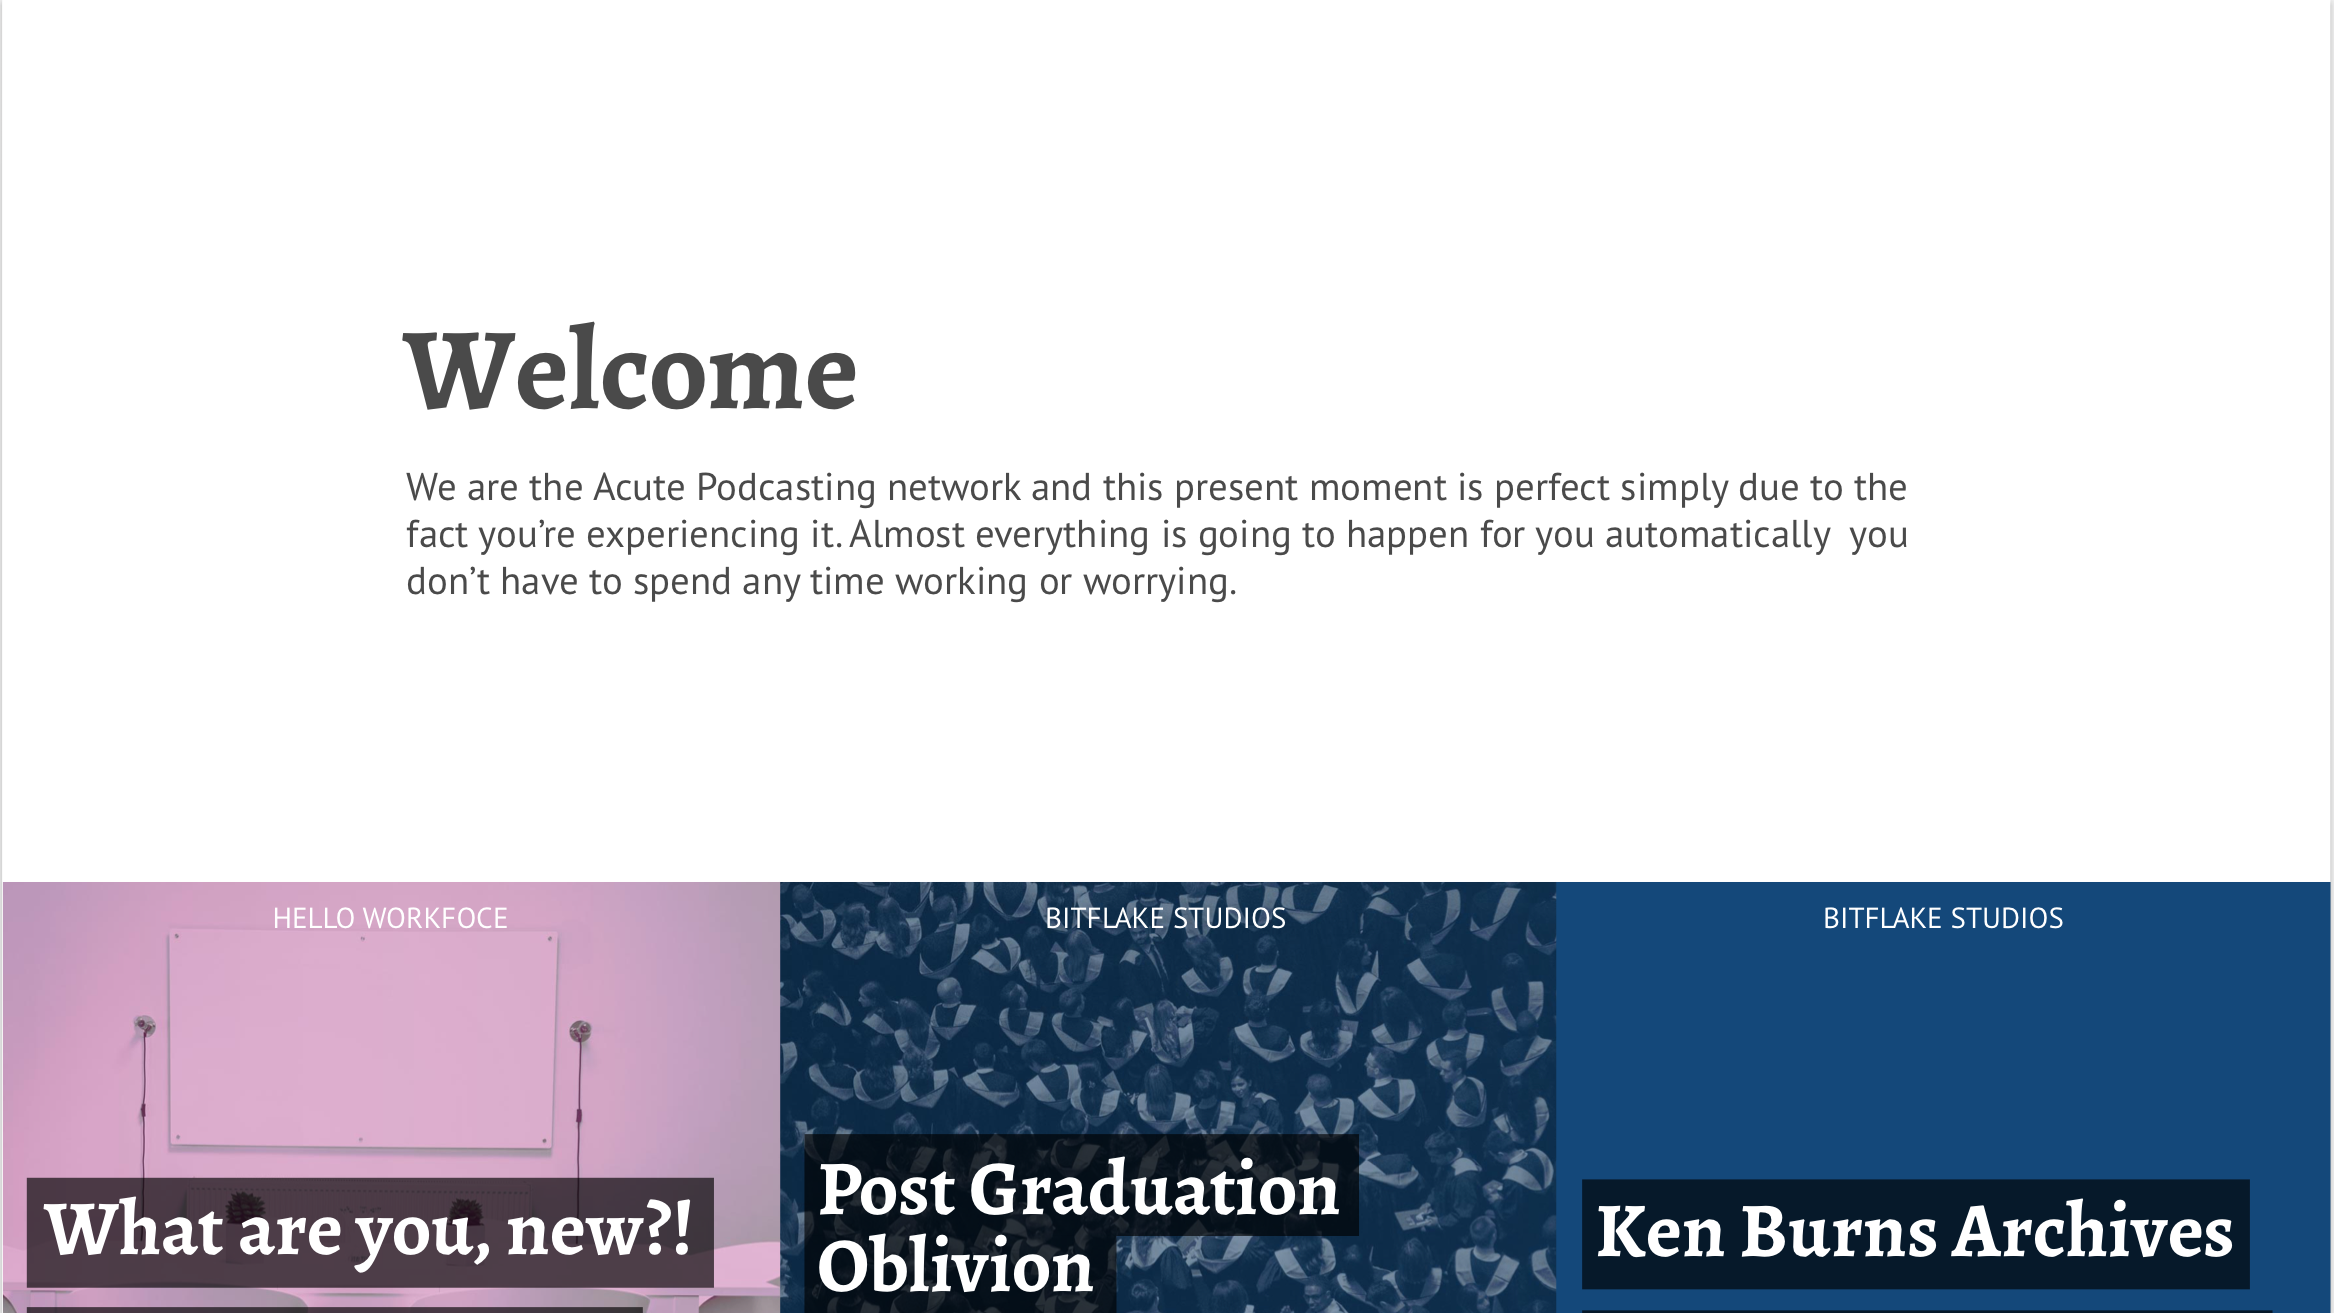 Welcome
We are the Acute Podcasting network and this present moment is perfect simply due to the
fact you’re experiencing it. Almost everything is going to happen for you automatically  you
don’t have to spend any time working or worrying.
HELLO WORKFOCE
What are you, new?!
BITFLAKE STUDIOS
Post Graduation
Oblivion
BITFLAKE STUDIOS
Ken Burns Archives